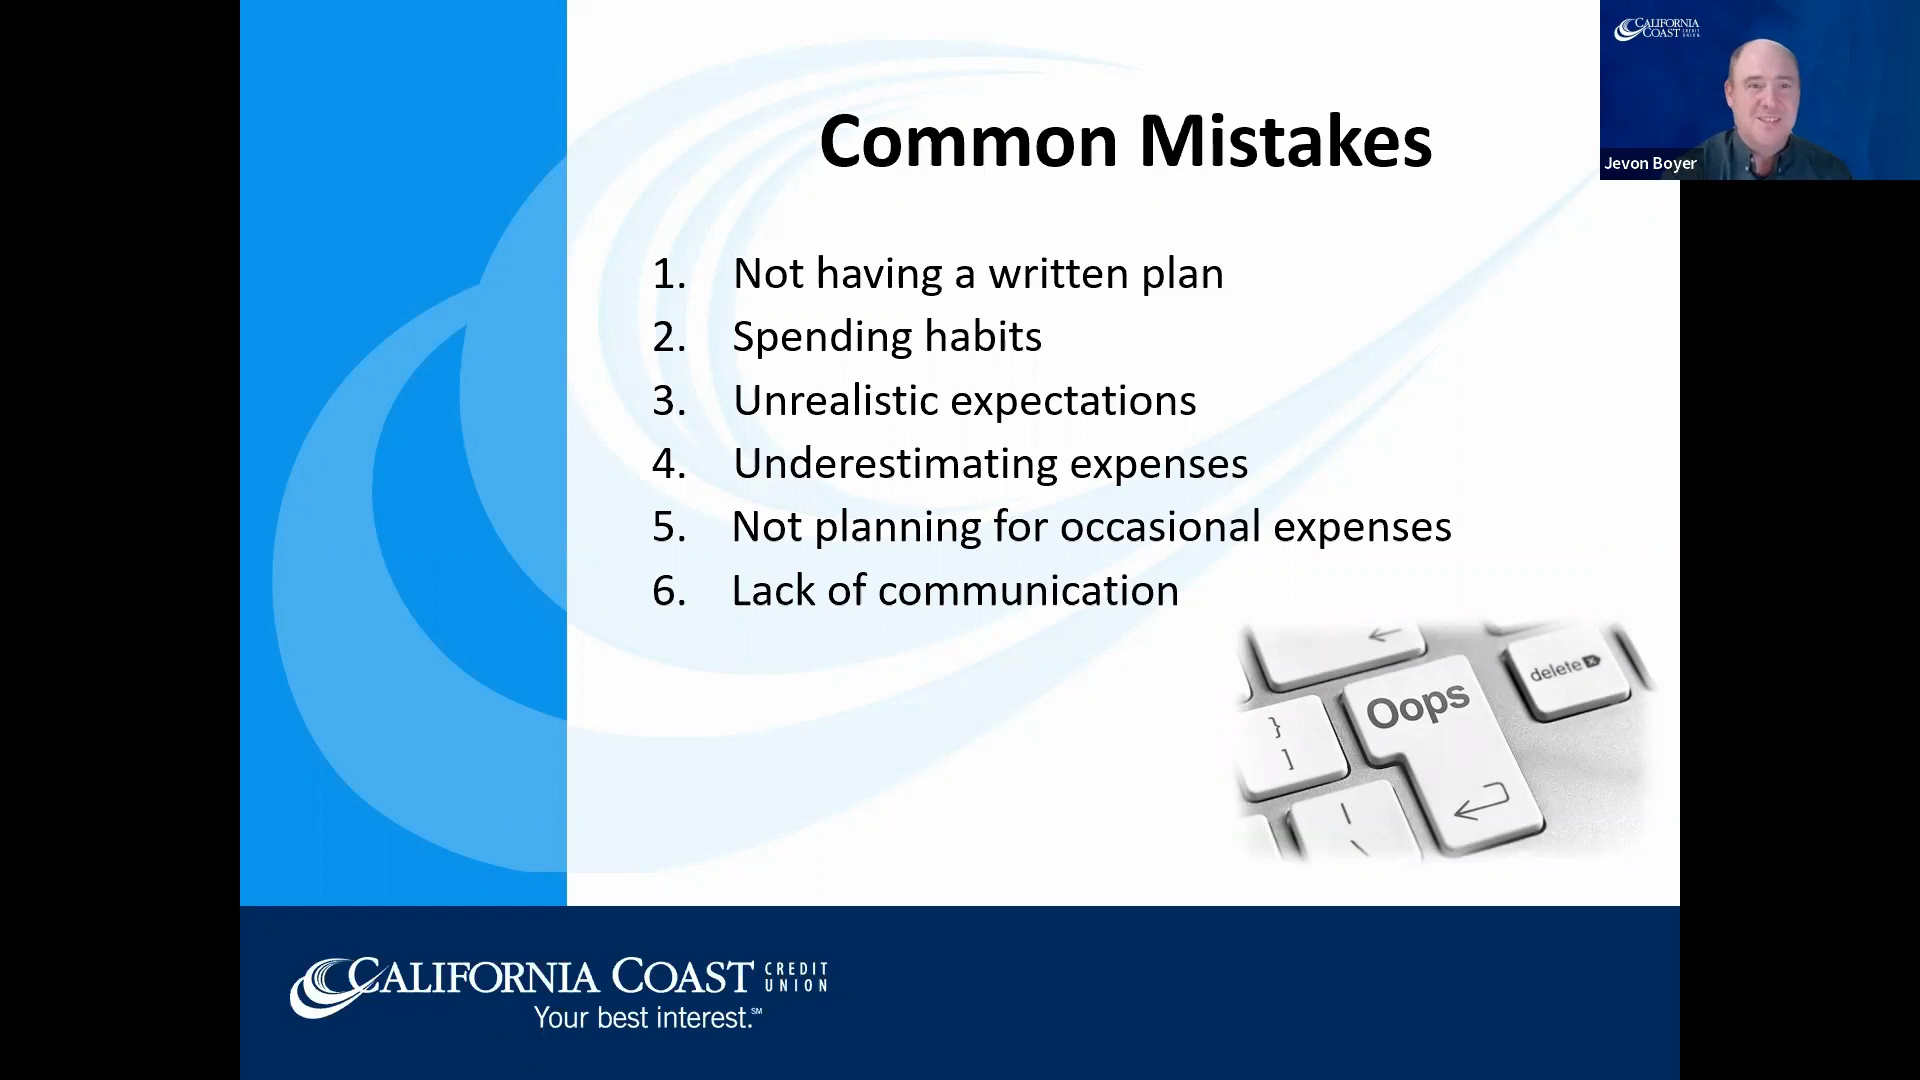 CALIFORNIA
COAST CREDIT
UNION
Jevon Boyer
Common Mistakes
1. Not having a written plan
2. Spending habits
3. Unrealistic expectations
4. Underestimating expenses
5. Not planning for occasional expenses
6. Lack of communication
delete
Oops
}
]
|
\
CALIFORNIA COAST CREDIT
UNION
Your best interest.℠